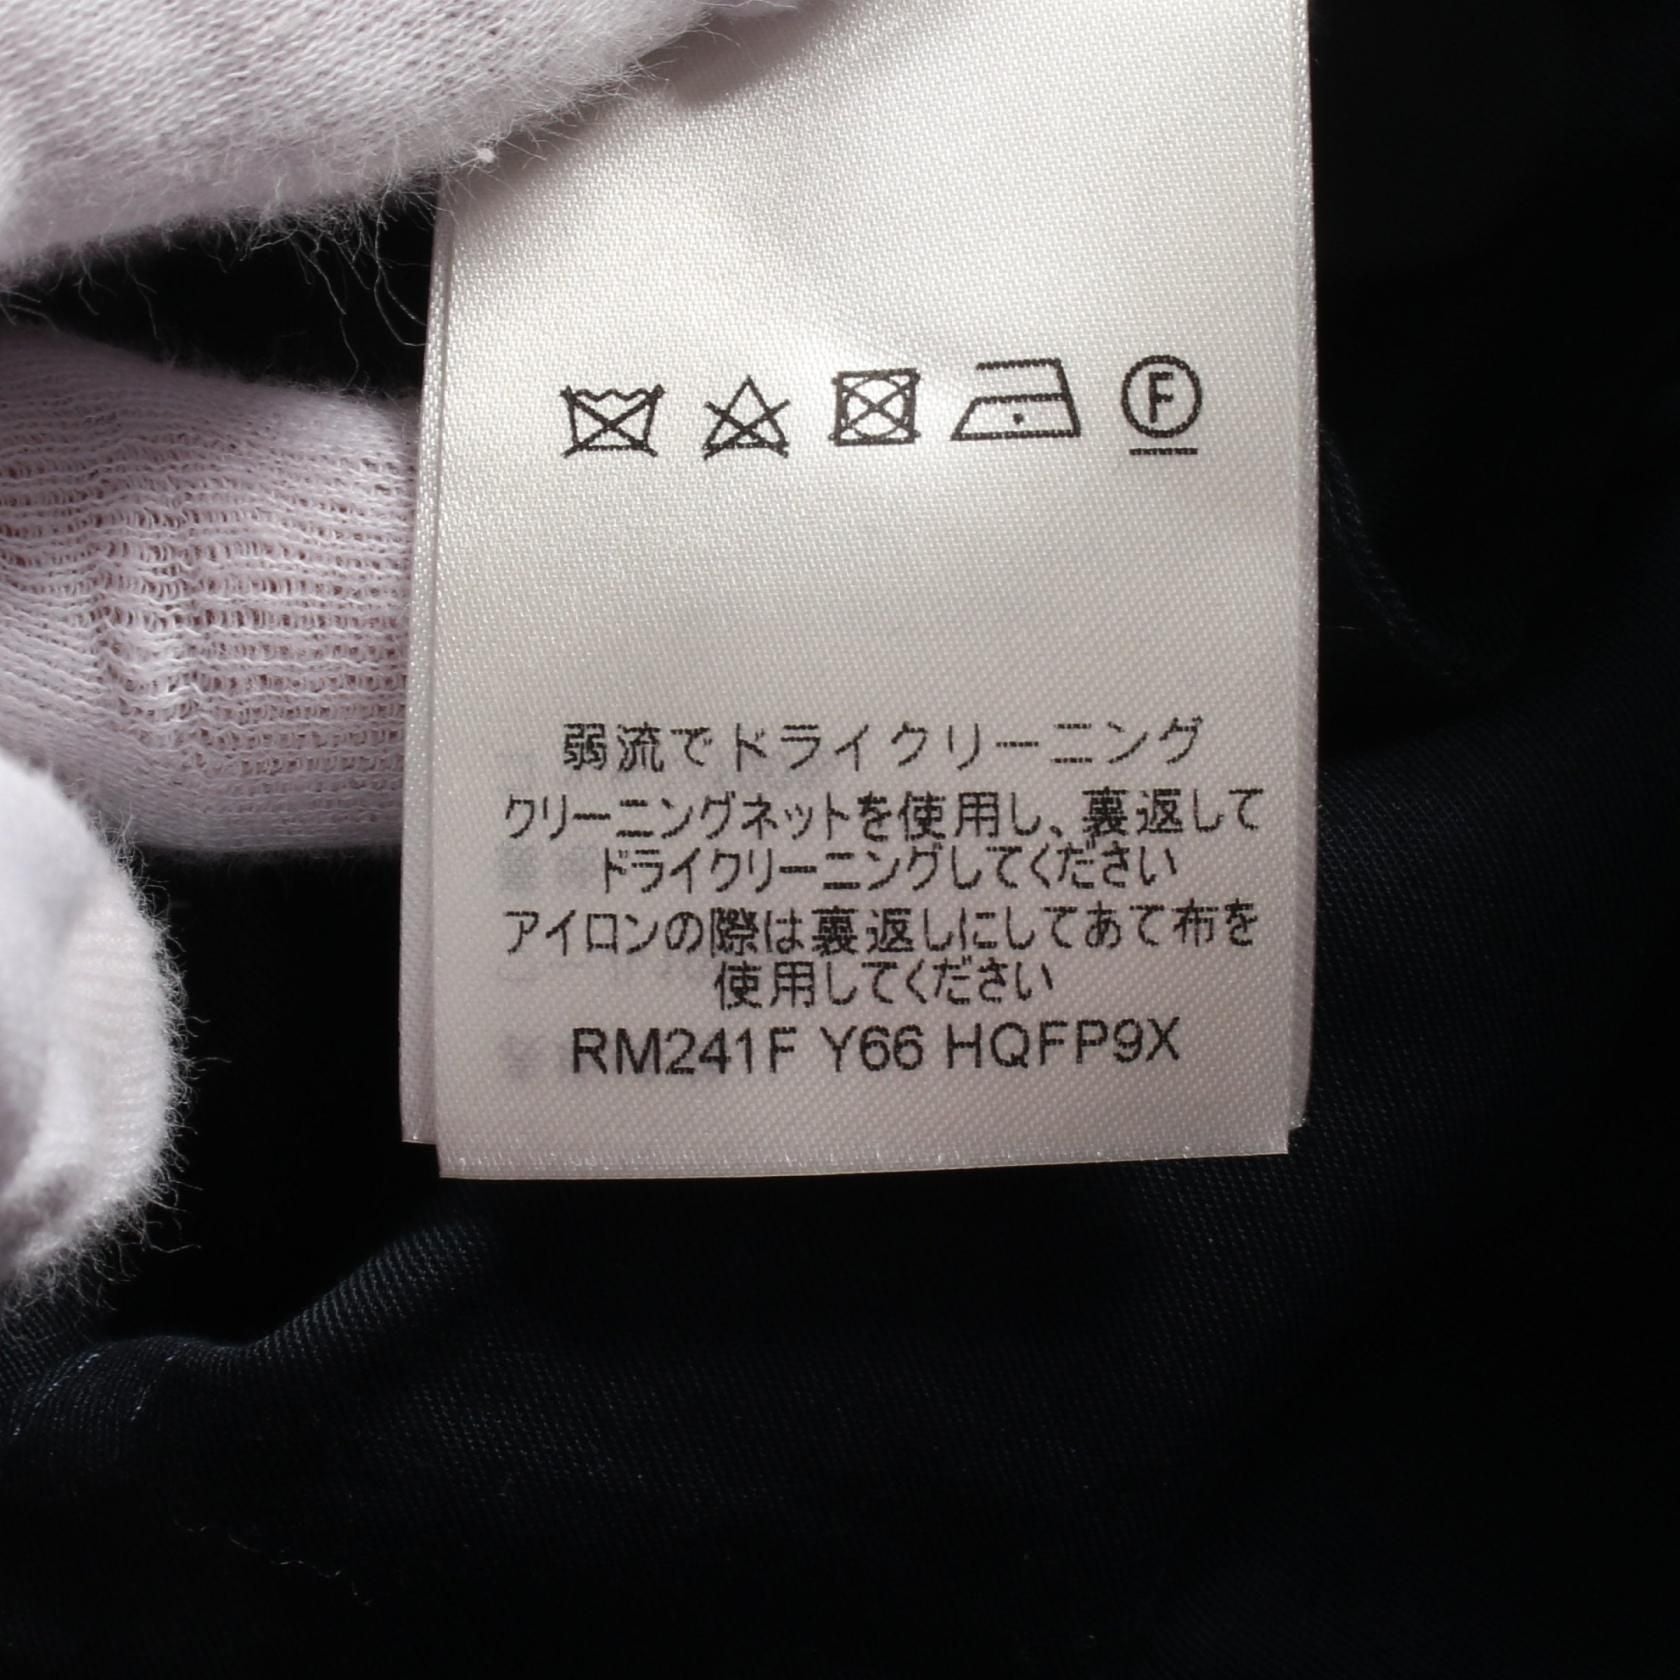 F
弱流でドライクリーニング
クリーニングネットを使用し、裏返して
ドライクリーニングしてください
アイロンの際は裏返しにしてあて布を
使用してください
RM241F Y66 HQFP9X